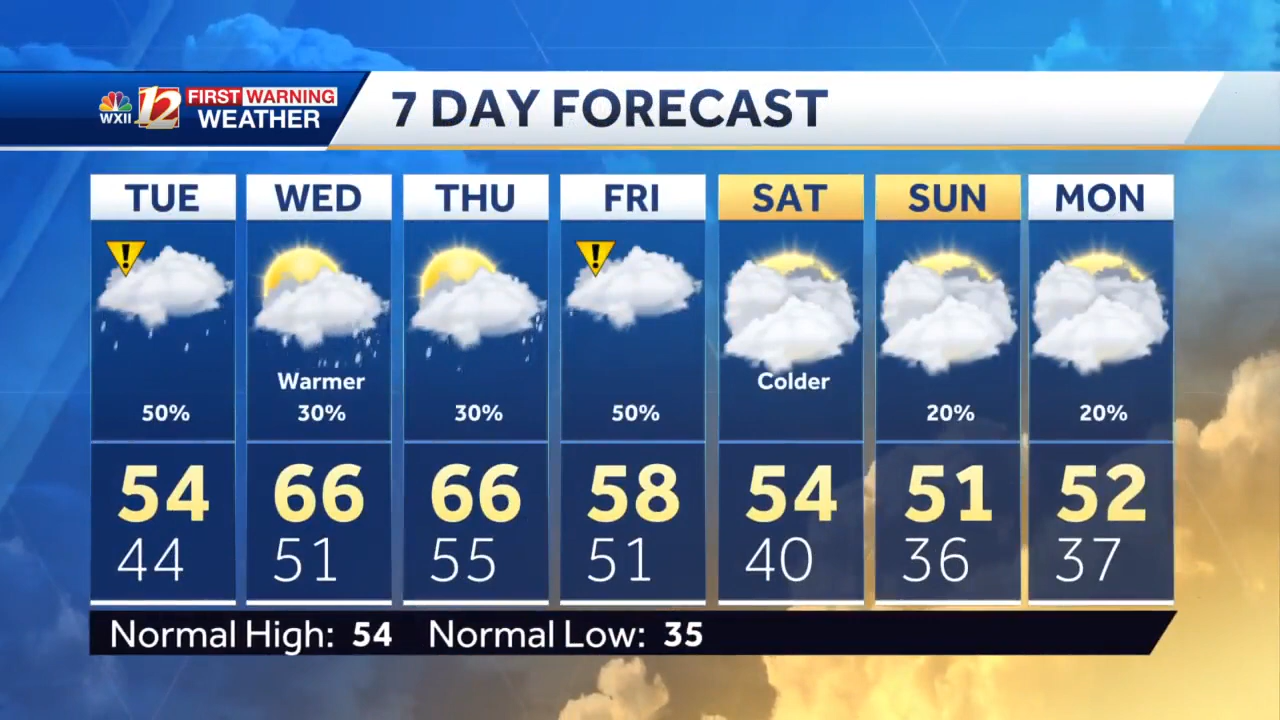 WXII 12 FIRST WARNING WEATHER
7 DAY FORECAST
TUE WED THU FRI SAT SUN MON
! !
Warmer Colder
50% 30% 30% 50% 20% 20%
54 66 66 58 54 51 52
44 51 55 51 40 36 37
Normal High: 54 Normal Low: 35